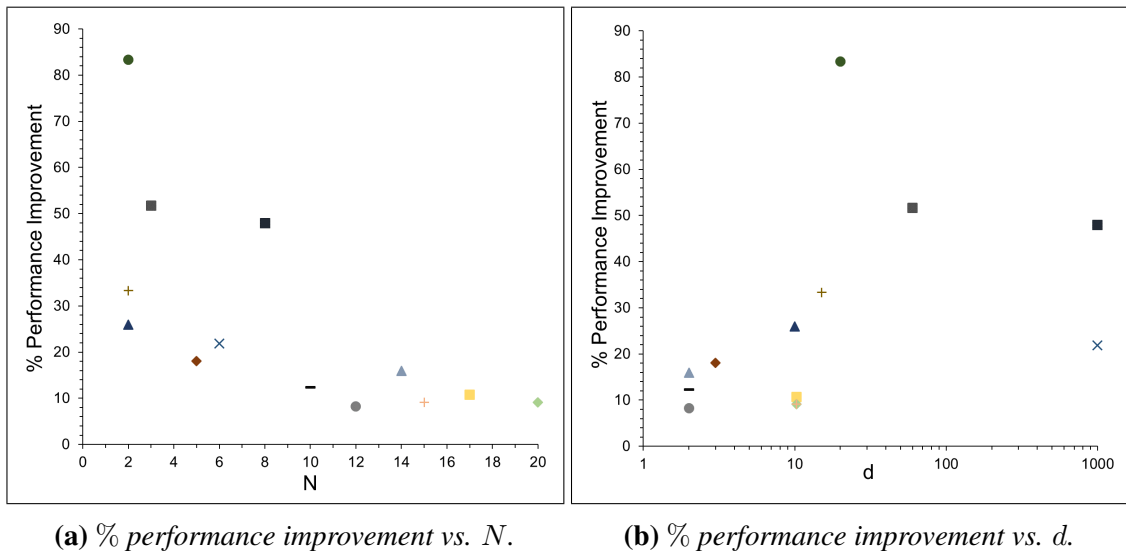 % Performance Improvement
90
80
70
60
50
40
30
20
10
0
0 2 4 6 8 10 12 14 16 18 20
N
% Performance Improvement
90
80
70
60
50
40
30
20
10
0
1 10 100 1000
d
(a) % performance improvement vs. N.
(b) % performance improvement vs. d.